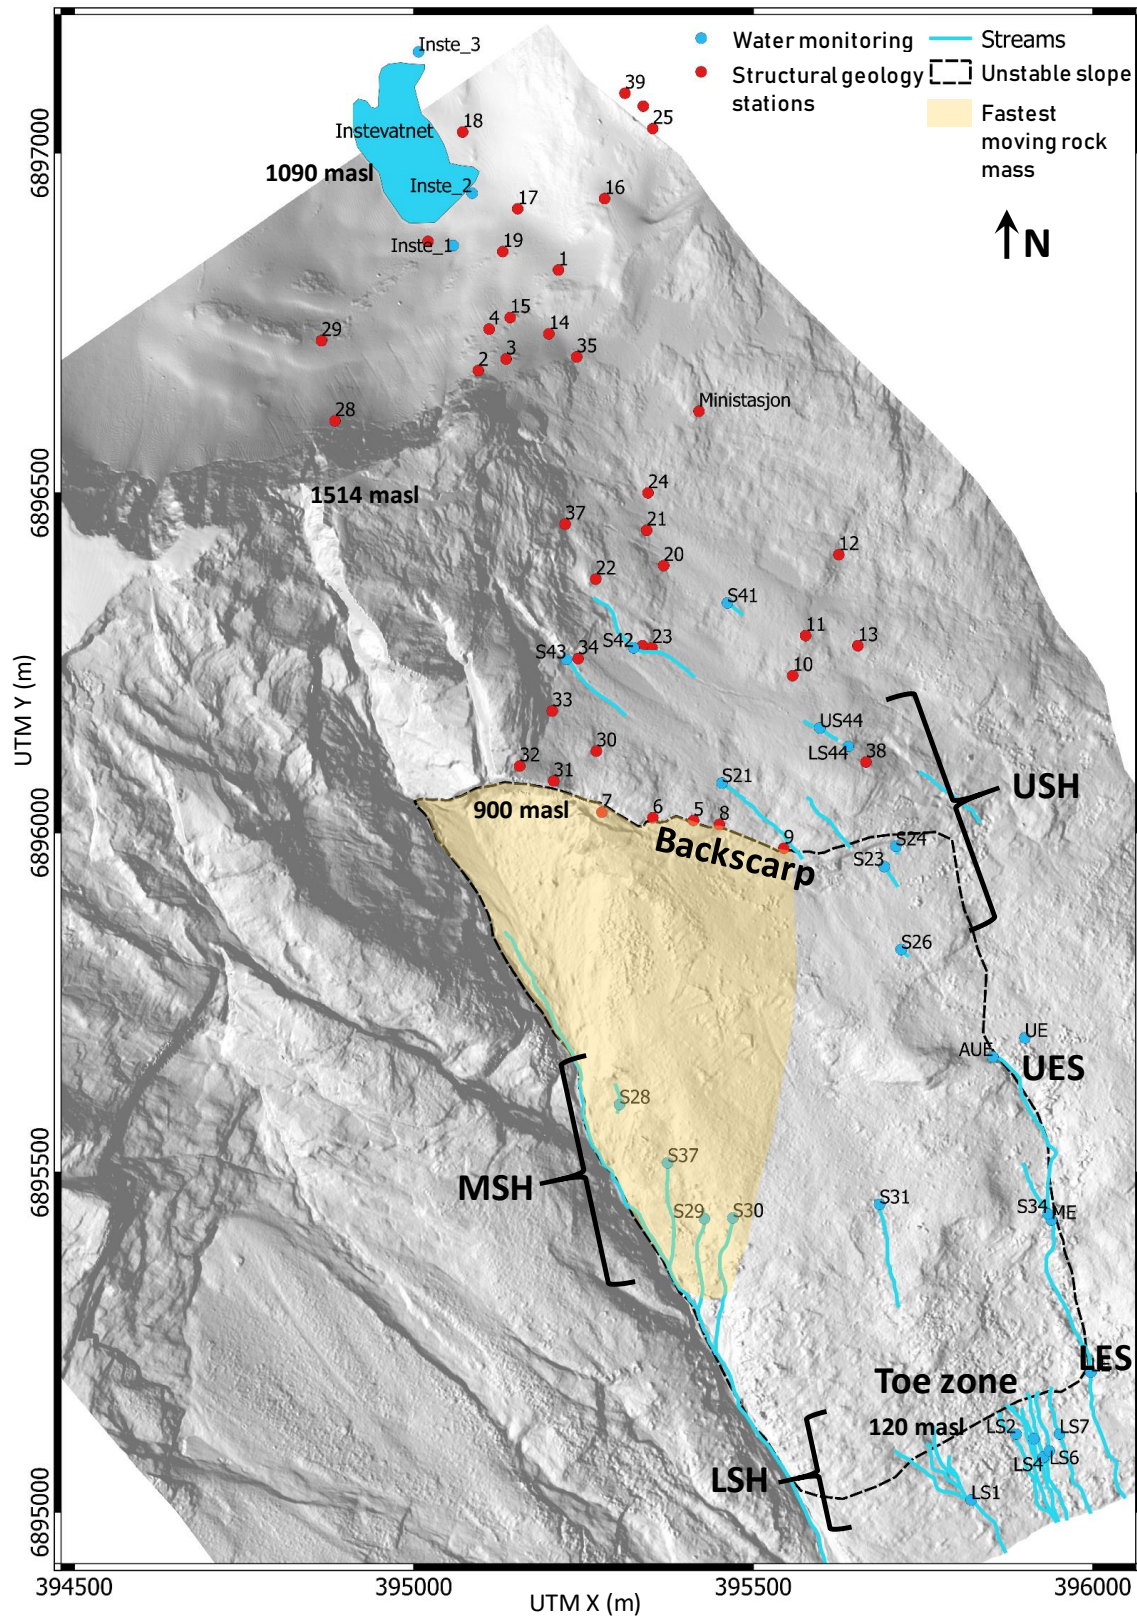 Inste_3
Water monitoring
Streams
Structural geology
stations
Unstable slope
Fastest
moving rock
mass
39
25
18
Instevatnet
1090 masl
Inste_2
17
16
N
Inste_1
19
1
15
4
14
29
3
35
2
28
Ministasjon
1514 masl
24
37
21
12
20
22
S41
11
23
S42
13
S43
34
10
33
US44
30
LS44
38
32
31
S21
USH
900 masl
7
6
5
8
Backscarp
9
S24
S23
S26
UE
AUE
UES
S28
S37
MSH
S29
S30
S31
S34
ME
LES
Toe zone
120 masl
LS2
LS7
LS4
LS6
LSH
LS1
6897000
6896500
6896000
6895500
6895000
UTM Y (m)
394500
395000
395500
396000
UTM X (m)